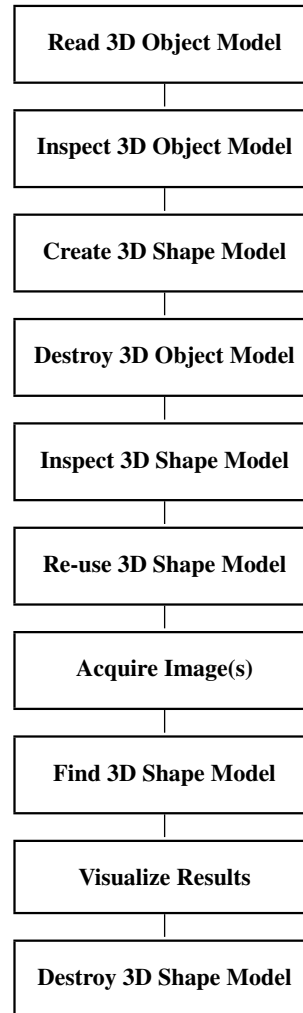 Read 3D Object Model
Inspect 3D Object Model
Create 3D Shape Model
Destroy 3D Object Model
Inspect 3D Shape Model
Re-use 3D Shape Model
Acquire Image(s)
Find 3D Shape Model
Visualize Results
Destroy 3D Shape Model